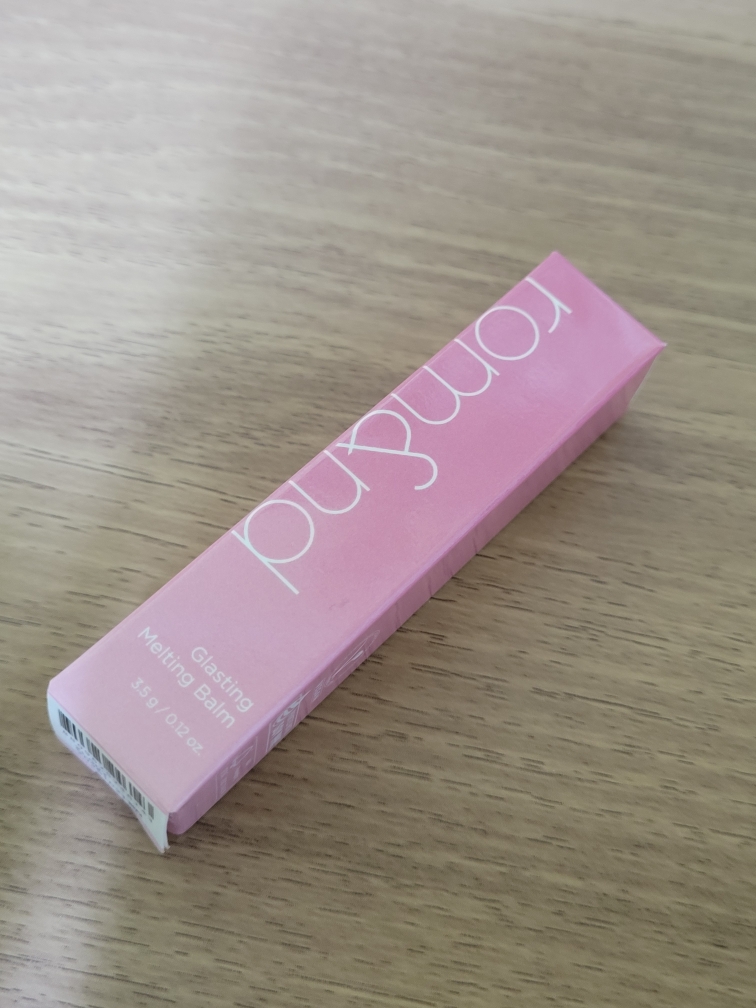 rom&nd
Glasting
Melting Balm
3.5 g / 0.12 oz.